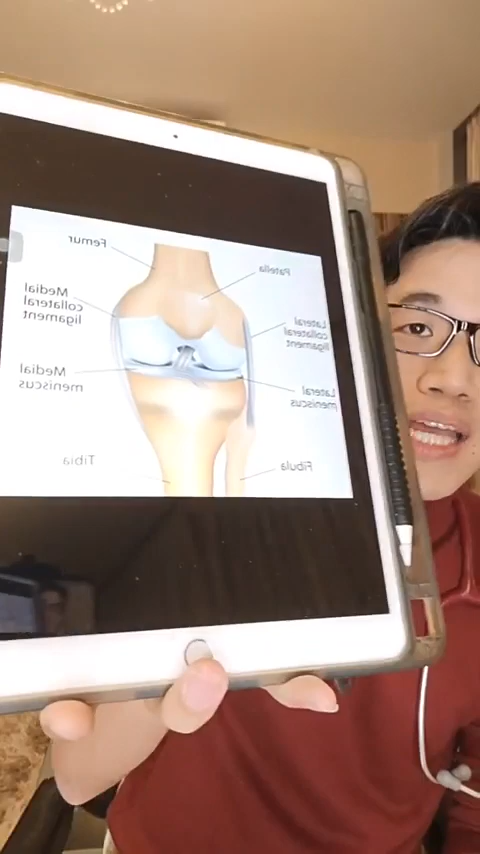 Femur
Patella
Medial
collateral
ligament
Lateral
collateral
ligament
Medial
meniscus
Lateral
meniscus
Tibia
Fibula